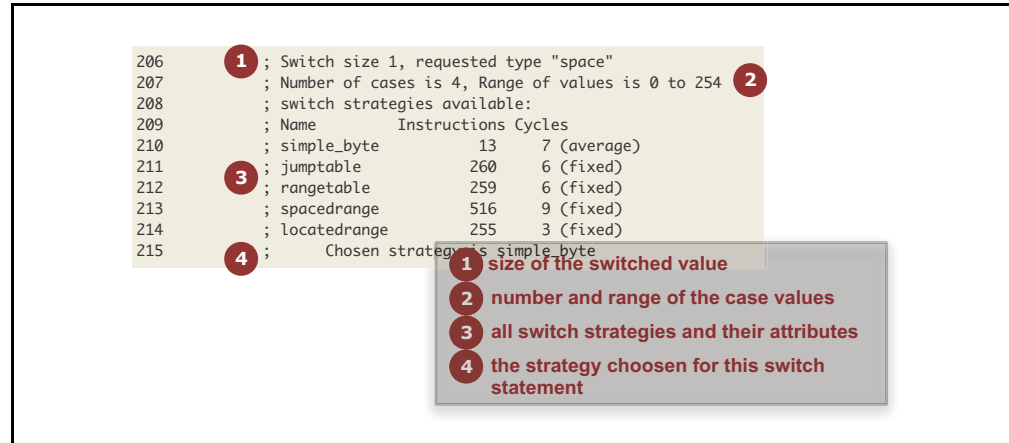 206 1 ; Switch size 1, requested type "space"
207 ; Number of cases is 4, Range of values is 0 to 254 2
208 ; switch strategies available:
209 ; Name Instructions Cycles
210 ; simple_byte 13 7 (average)
211 ; jumptable 260 6 (fixed)
212 3 ; rangetable 259 6 (fixed)
213 ; spacedrange 516 9 (fixed)
214 ; locatedrange 255 3 (fixed)
215 4 ; Chosen strategy is simple_byte
1 size of the switched value
2 number and range of the case values
3 all switch strategies and their attributes
4 the strategy choosen for this switch
statement